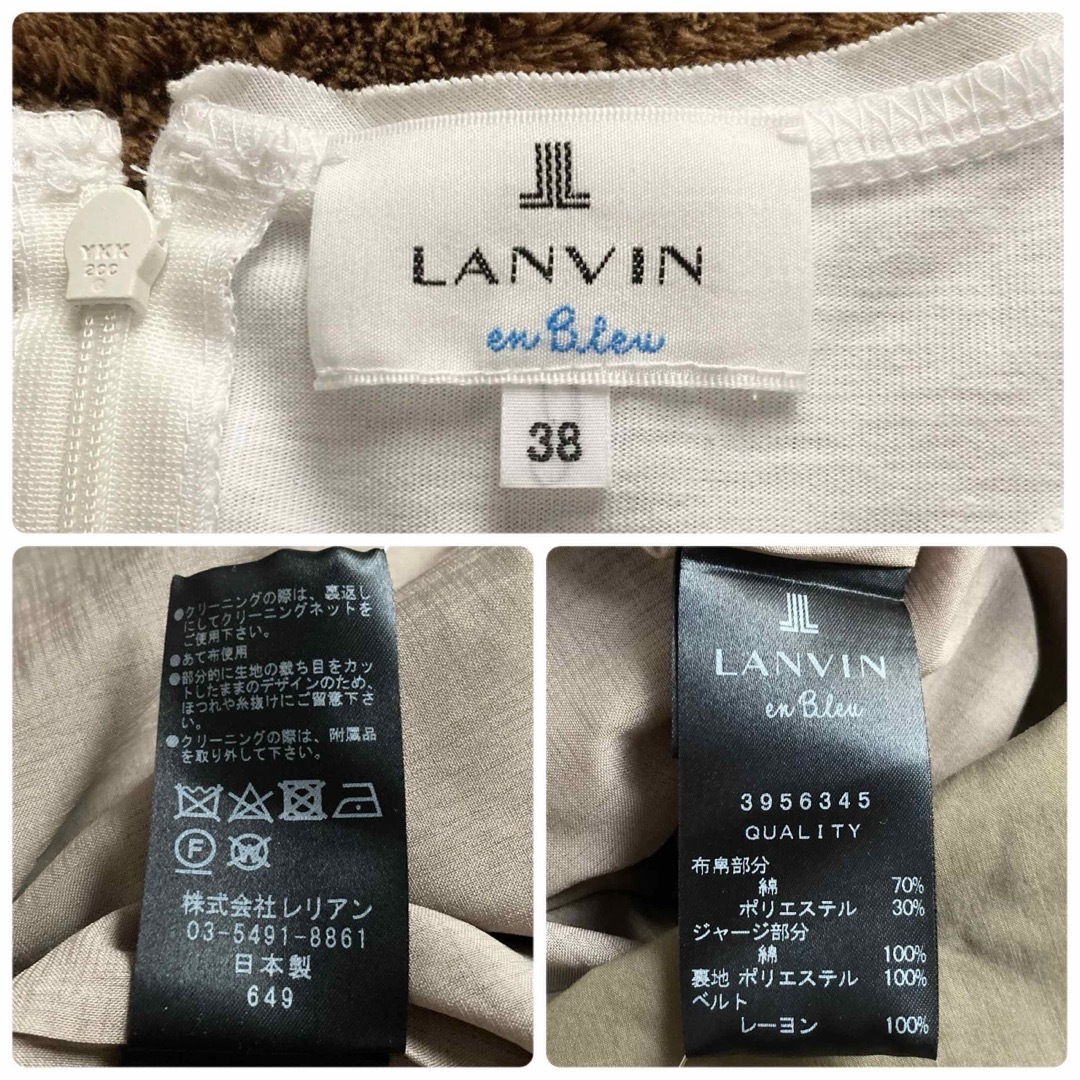 YKK
acc
LANVIN
en Bleu
38
●クリーニングの際は、裏返し
にしてクリーニングネットを
ご使用下さい。
●あて布使用
●部分的に生地の裁ち目をカッ
トしたままのデザインのため、
ほつれや糸抜けにご留意下さ
い。
●クリーニングの際は、附属品
を取り外して下さい。
F W
株式会社レリアン
03-5491-8861
日本製
649
LANVIN
en Bleu
3956345
QUALITY
布帛部分
綿 70%
ポリエステル 30%
ジャージ部分
綿 100%
裏地 ポリエステル 100%
ベルト
レーヨン 100%